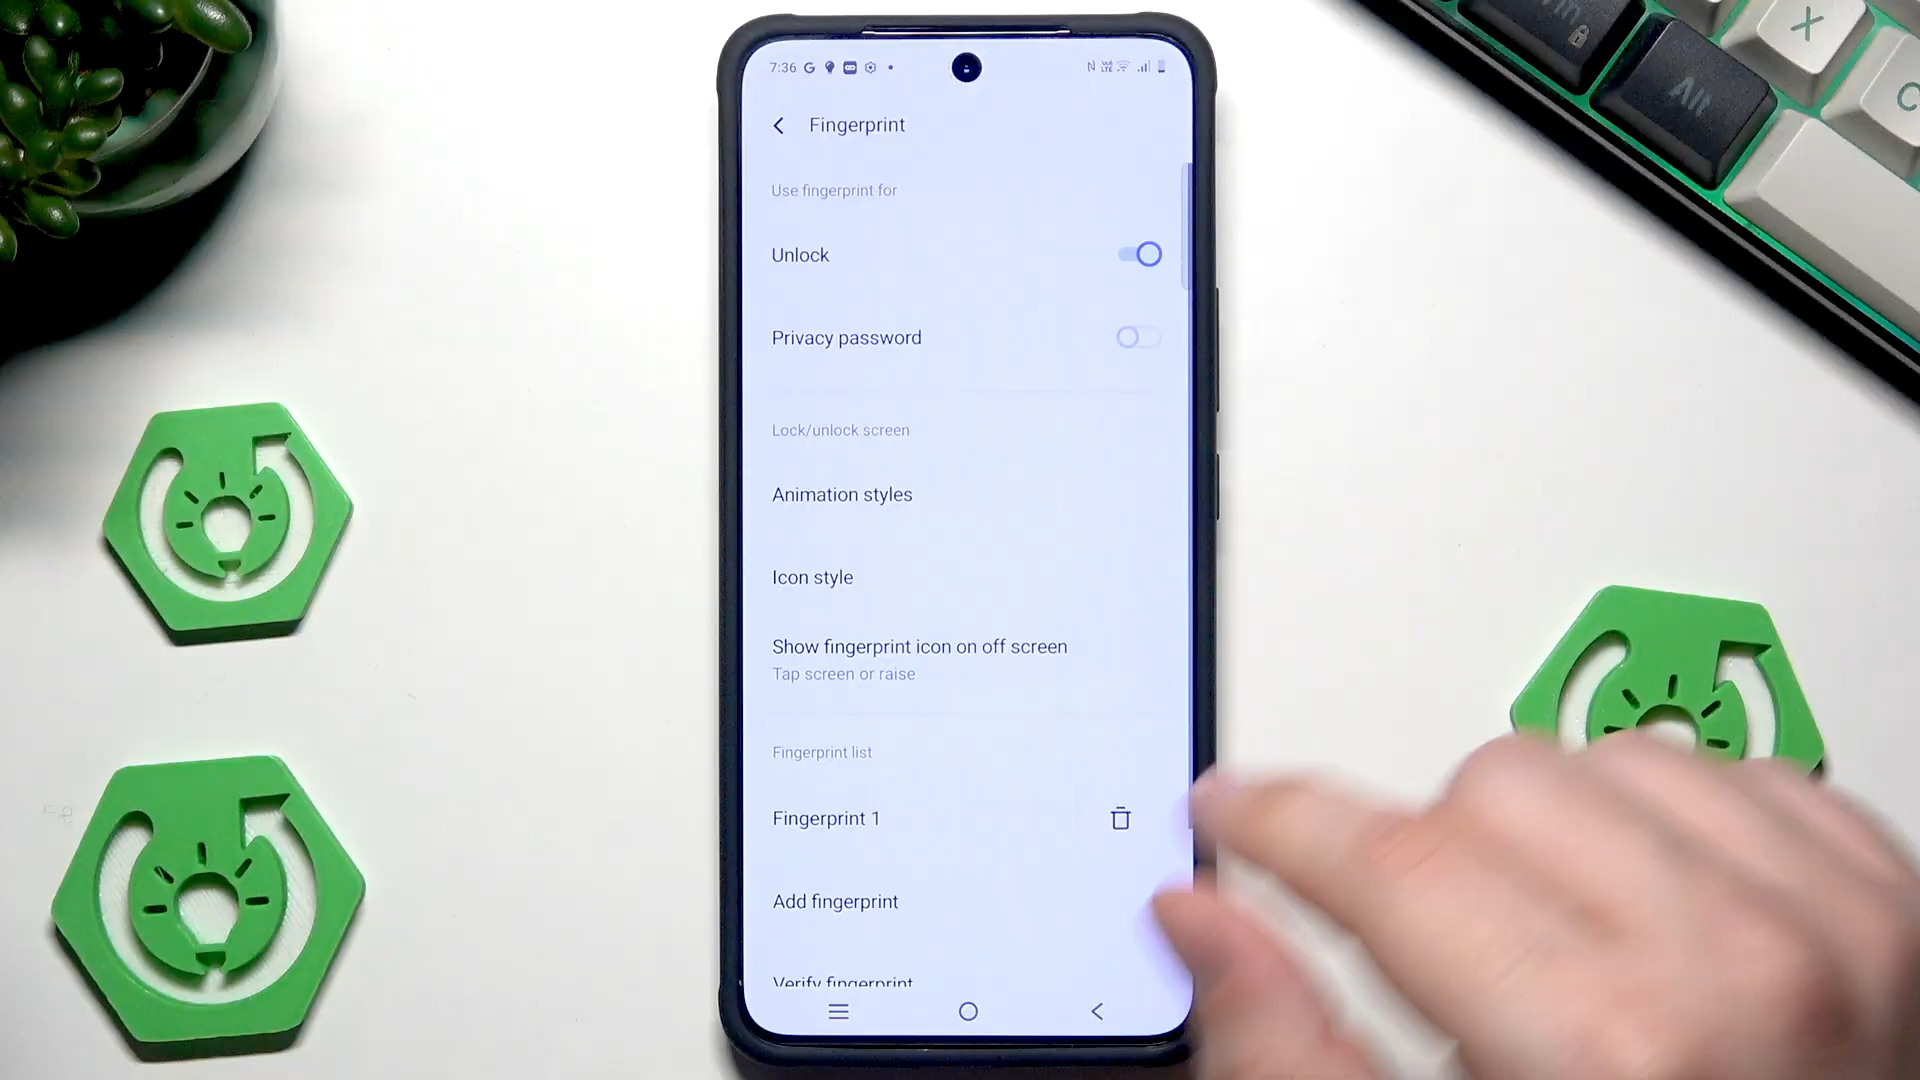 7:36
Fingerprint
Use fingerprint for
Unlock
Privacy password
Lock/unlock screen
Animation styles
Icon style
Show fingerprint icon on off screen
Tap screen or raise
Fingerprint list
Fingerprint 1
Add fingerprint
Verify fingerprint
Alt
X
C